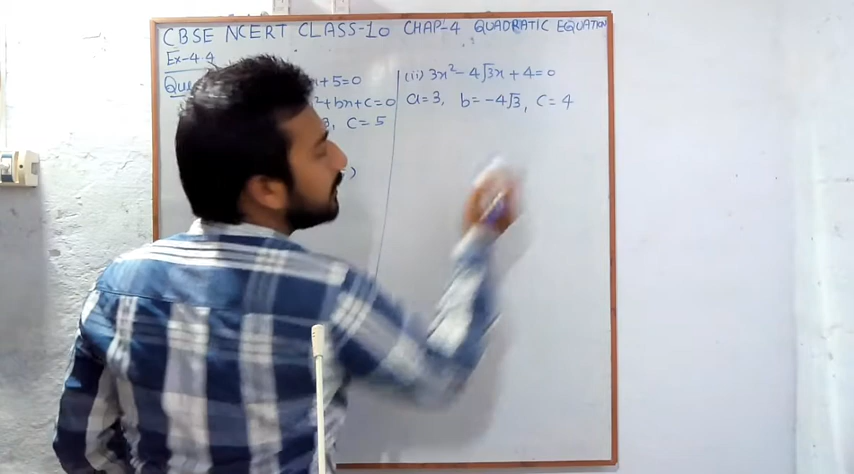 CBSE NCERT CLASS-10 CHAP-4 QUADRATIC EQUATION
Ex-4.4
+5=0
²+bx+c=0
3, C=5
)
(ii) 3x²-4√3x+4=0
a=3, b=-4√3, C=4